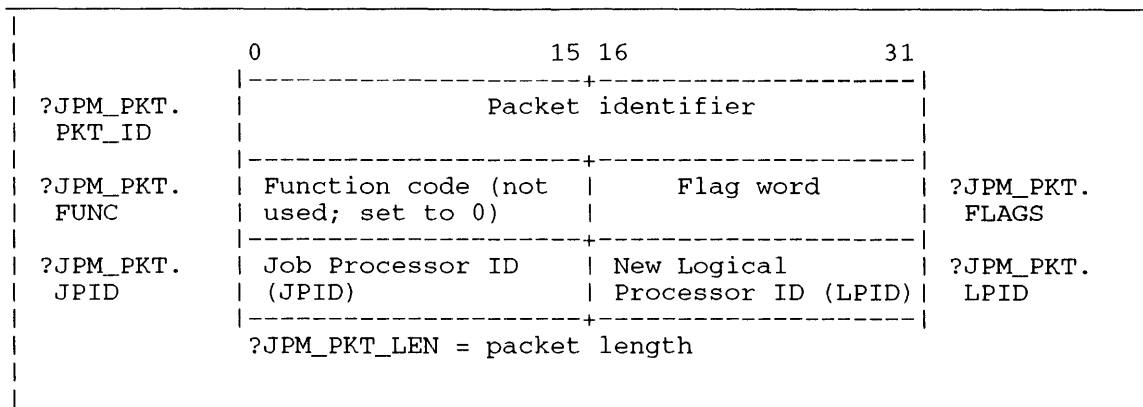 0 15 16 31
?JPM_PKT. Packet identifier
PKT_ID
?JPM_PKT. Function code (not Flag word ?JPM_PKT.
FUNC used; set to 0) FLAGS
?JPM_PKT. Job Processor ID New Logical ?JPM_PKT.
JPID (JPID) Processor ID (LPID) LPID
?JPM_PKT_LEN = packet length